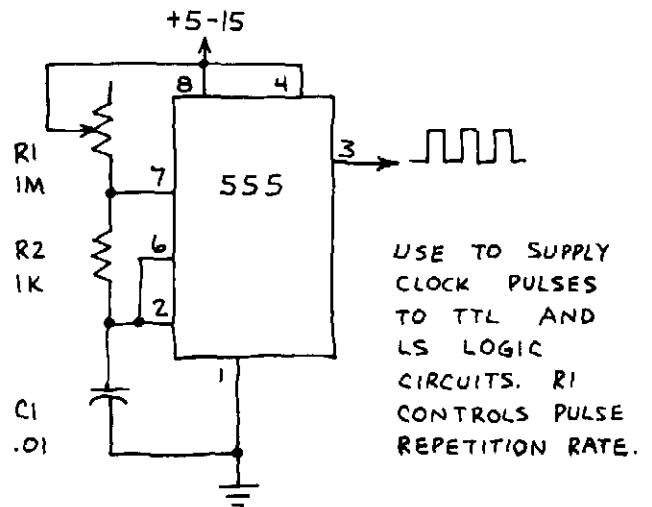 +5-15
8 4
R1
1M
7
555
3
R2
1K
6
2
1
C1
.01
USE TO SUPPLY
CLOCK PULSES
TO TTL AND
LS LOGIC
CIRCUITS. R1
CONTROLS PULSE
REPETITION RATE.